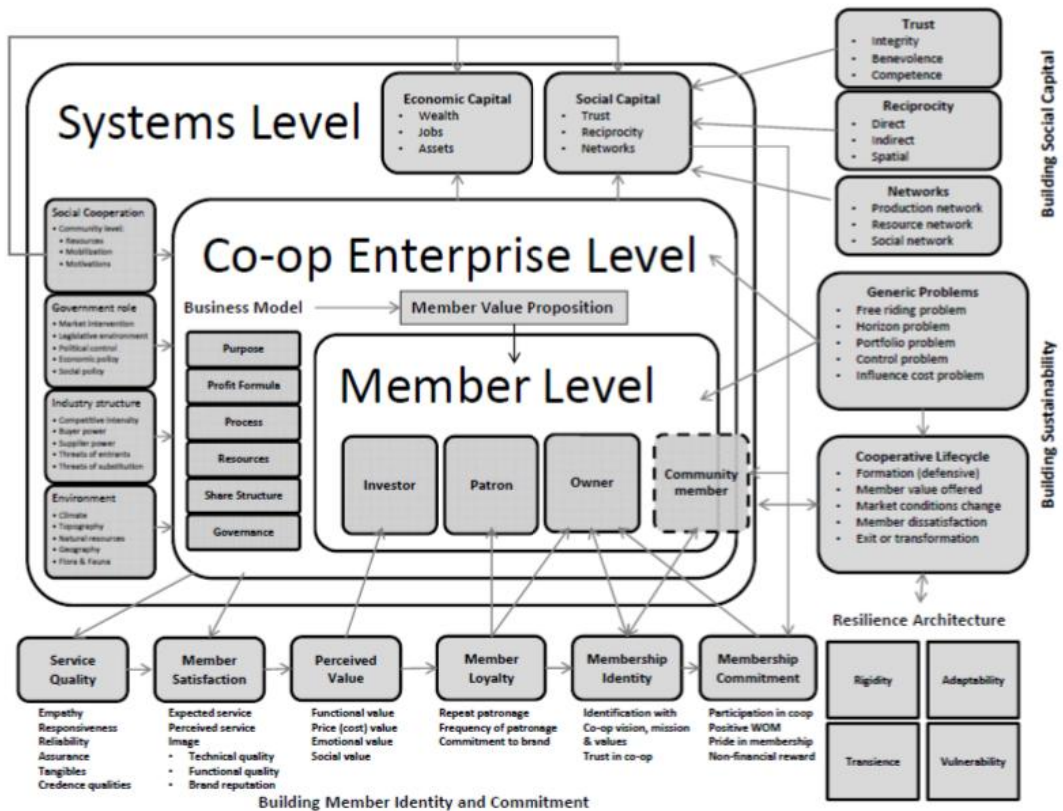 Systems Level
Economic Capital
• Wealth
• Jobs
• Assets
Social Capital
• Trust
• Reciprocity
• Networks
Trust
• Integrity
• Benevolence
• Competence
Reciprocity
• Direct
• Indirect
• Spatial
Networks
• Production network
• Resource network
• Social network
Building Social Capital
Social Cooperation
• Community level:
• Resources
• Mobilization
• Motivations
Government role
• Market intervention
• Legislative environment
• Political control
• Economic policy
• Social policy
Industry structure
• Competitive intensity
• Buyer power
• Supplier power
• Threats of entrants
• Threats of substitution
Environment
• Climate
• Topography
• Natural resources
• Geography
• Flora & Fauna
Co-op Enterprise Level
Business Model
Member Value Proposition
Purpose
Profit Formula
Process
Resources
Share Structure
Governance
Member Level
Investor
Patron
Owner
Community
member
Generic Problems
• Free riding problem
• Horizon problem
• Portfolio problem
• Control problem
• Influence cost problem
Cooperative Lifecycle
• Formation (defensive)
• Member value offered
• Market conditions change
• Member dissatisfaction
• Exit or transformation
Building Sustainability
Resilience Architecture
Rigidity
Adaptability
Transience
Vulnerability
Service
Quality
Empathy
Responsiveness
Reliability
Assurance
Tangibles
Credence qualities
Member
Satisfaction
Expected service
Perceived service
Image
• Technical quality
• Functional quality
• Brand reputation
Perceived
Value
Functional value
Price (cost) value
Emotional value
Social value
Member
Loyalty
Repeat patronage
Frequency of patronage
Commitment to brand
Membership
Identity
Identification with
Co-op vision, mission
& values
Trust in co-op
Membership
Commitment
Participation in coop
Positive WOM
Pride in membership
Non-financial reward
Building Member Identity and Commitment